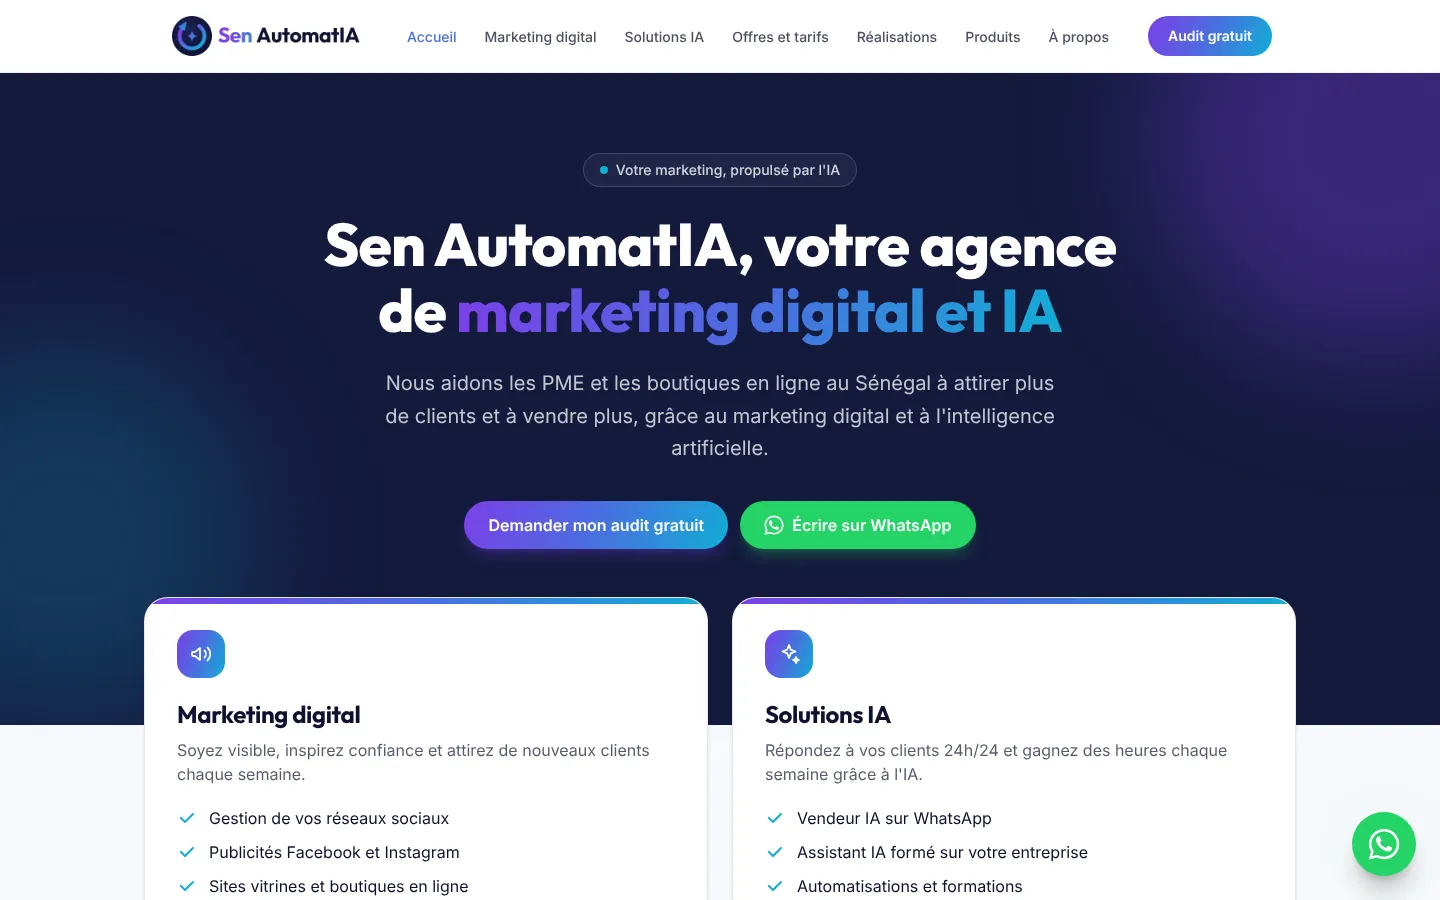 Sen AutomatIA
Accueil
Marketing digital
Solutions IA
Offres et tarifs
Réalisations
Produits
À propos
Audit gratuit
Votre marketing, propulsé par l'IA
Sen AutomatIA, votre agence
de marketing digital et IA
Nous aidons les PME et les boutiques en ligne au Sénégal à attirer plus
de clients et à vendre plus, grâce au marketing digital et à l'intelligence
artificielle.
Demander mon audit gratuit
Écrire sur WhatsApp
Marketing digital
Soyez visible, inspirez confiance et attirez de nouveaux clients
chaque semaine.
Gestion de vos réseaux sociaux
Publicités Facebook et Instagram
Sites vitrines et boutiques en ligne
Solutions IA
Répondez à vos clients 24h/24 et gagnez des heures chaque
semaine grâce à l'IA.
Vendeur IA sur WhatsApp
Assistant IA formé sur votre entreprise
Automatisations et formations